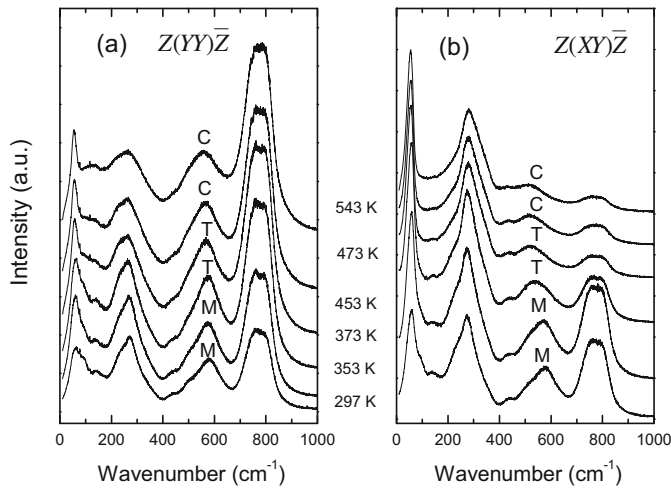 (a)
Z(YY)Z̅
(b)
Z(XY)Z̅
Intensity (a.u.)
C
C
T
T
M
M
543 K
473 K
453 K
373 K
353 K
297 K
C
C
T
T
M
M
0 200 400 600 800 1000
0 200 400 600 800 1000
Wavenumber (cm⁻¹)
Wavenumber (cm⁻¹)